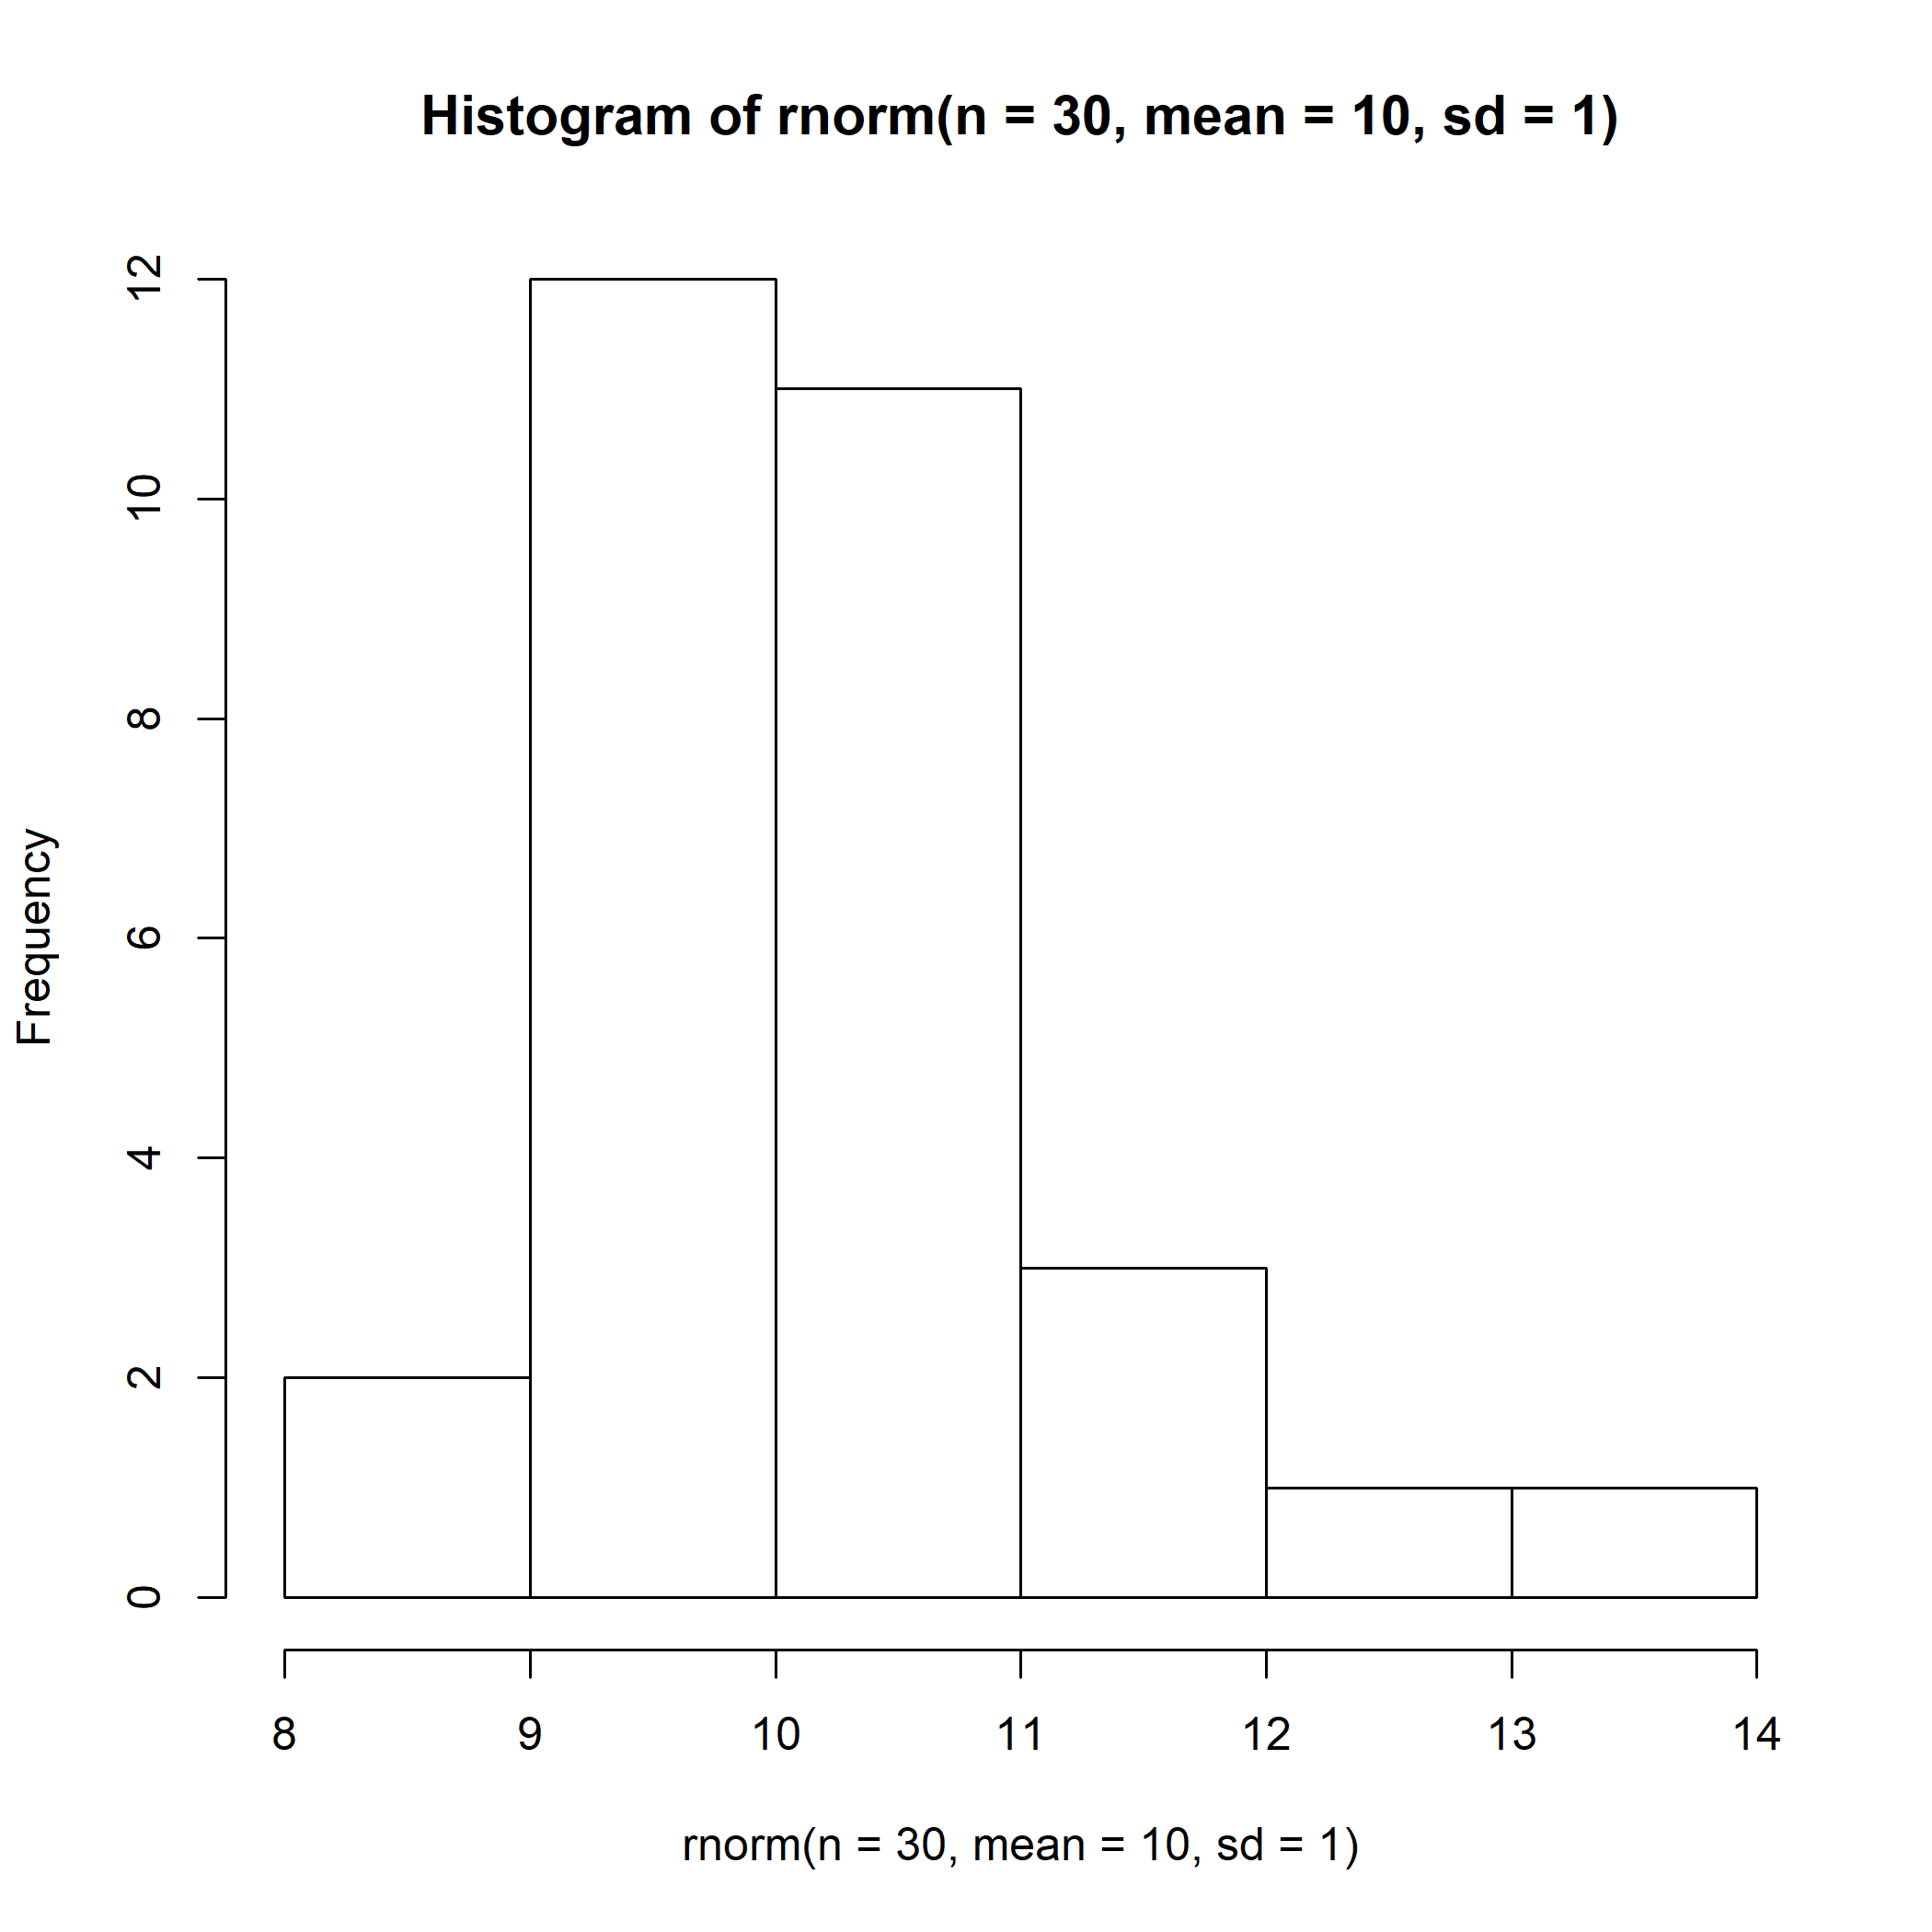 Histogram of rnorm(n = 30, mean = 10, sd = 1)
12
10
8
6
4
2
0
Frequency
8 9 10 11 12 13 14
rnorm(n = 30, mean = 10, sd = 1)